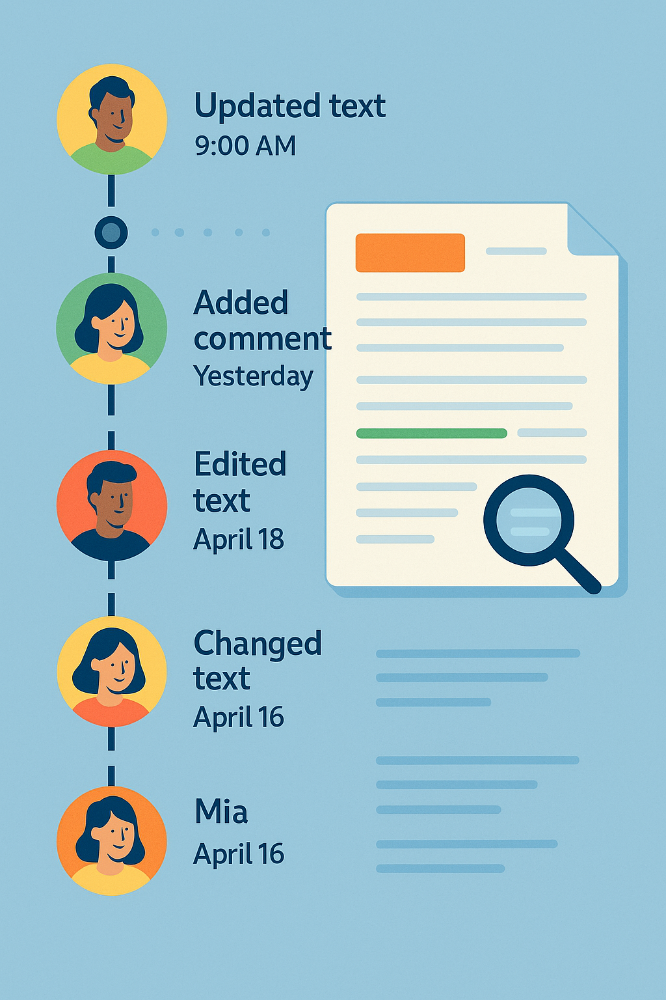 Updated text
9:00 AM
Added
comment
Yesterday
Edited
text
April 18
Changed
text
April 16
Mia
April 16